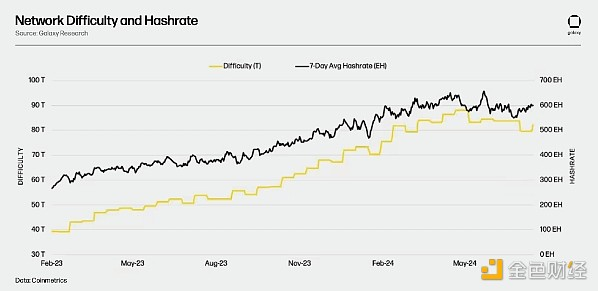 Network Difficulty and Hashrate
Source: Galaxy Research
galaxy
Difficulty (T) 7-Day Avg Hashrate (EH)
100 T 700 EH
90 T 600 EH
80 T 500 EH
70 T 400 EH
60 T 300 EH
50 T 200 EH
40 T 100 EH
30 T 0 EH
DIFFICULTY
HASHRATE
Feb-23 May-23 Aug-23 Nov-23 Feb-24 May-24
Data: Coinmetrics
金色财经